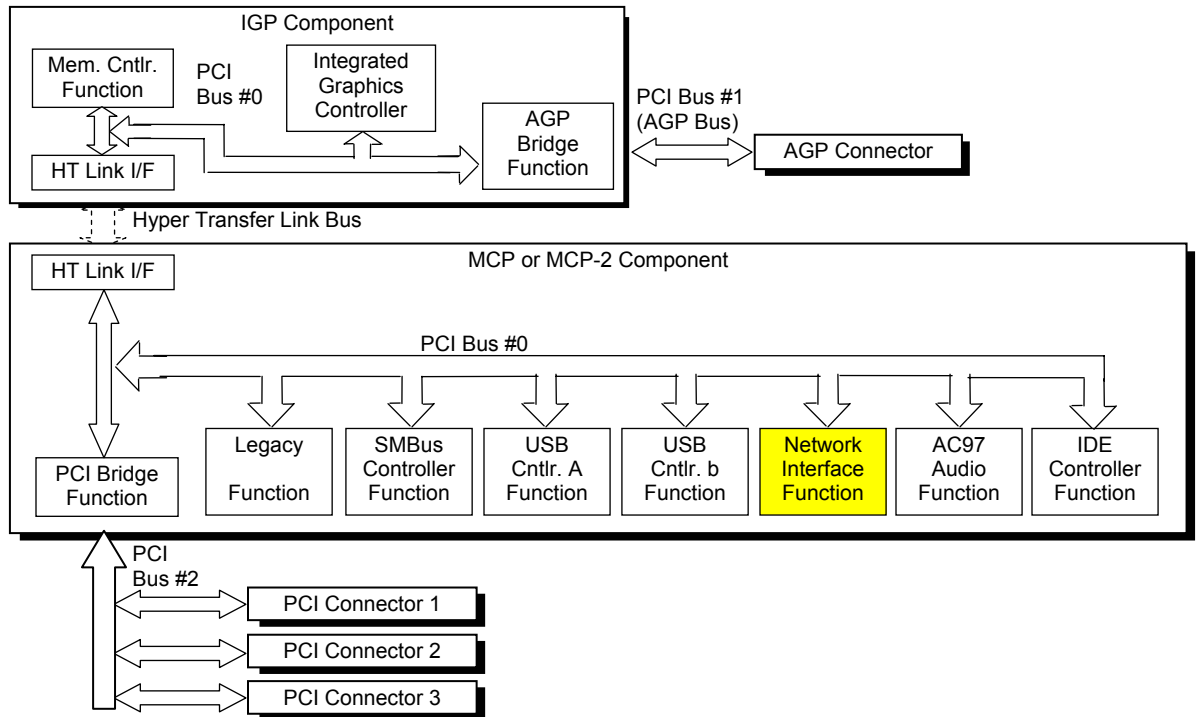 IGP Component
Mem. Cntlr.
Function
PCI
Bus #0
Integrated
Graphics
Controller
AGP
Bridge
Function
PCI Bus #1
(AGP Bus)
AGP Connector
HT Link I/F
Hyper Transfer Link Bus
MCP or MCP-2 Component
HT Link I/F
PCI Bus #0
PCI Bridge
Function
Legacy
Function
SMBus
Controller
Function
USB
Cntlr. A
Function
USB
Cntlr. b
Function
Network
Interface
Function
AC97
Audio
Function
IDE
Controller
Function
PCI
Bus #2
PCI Connector 1
PCI Connector 2
PCI Connector 3